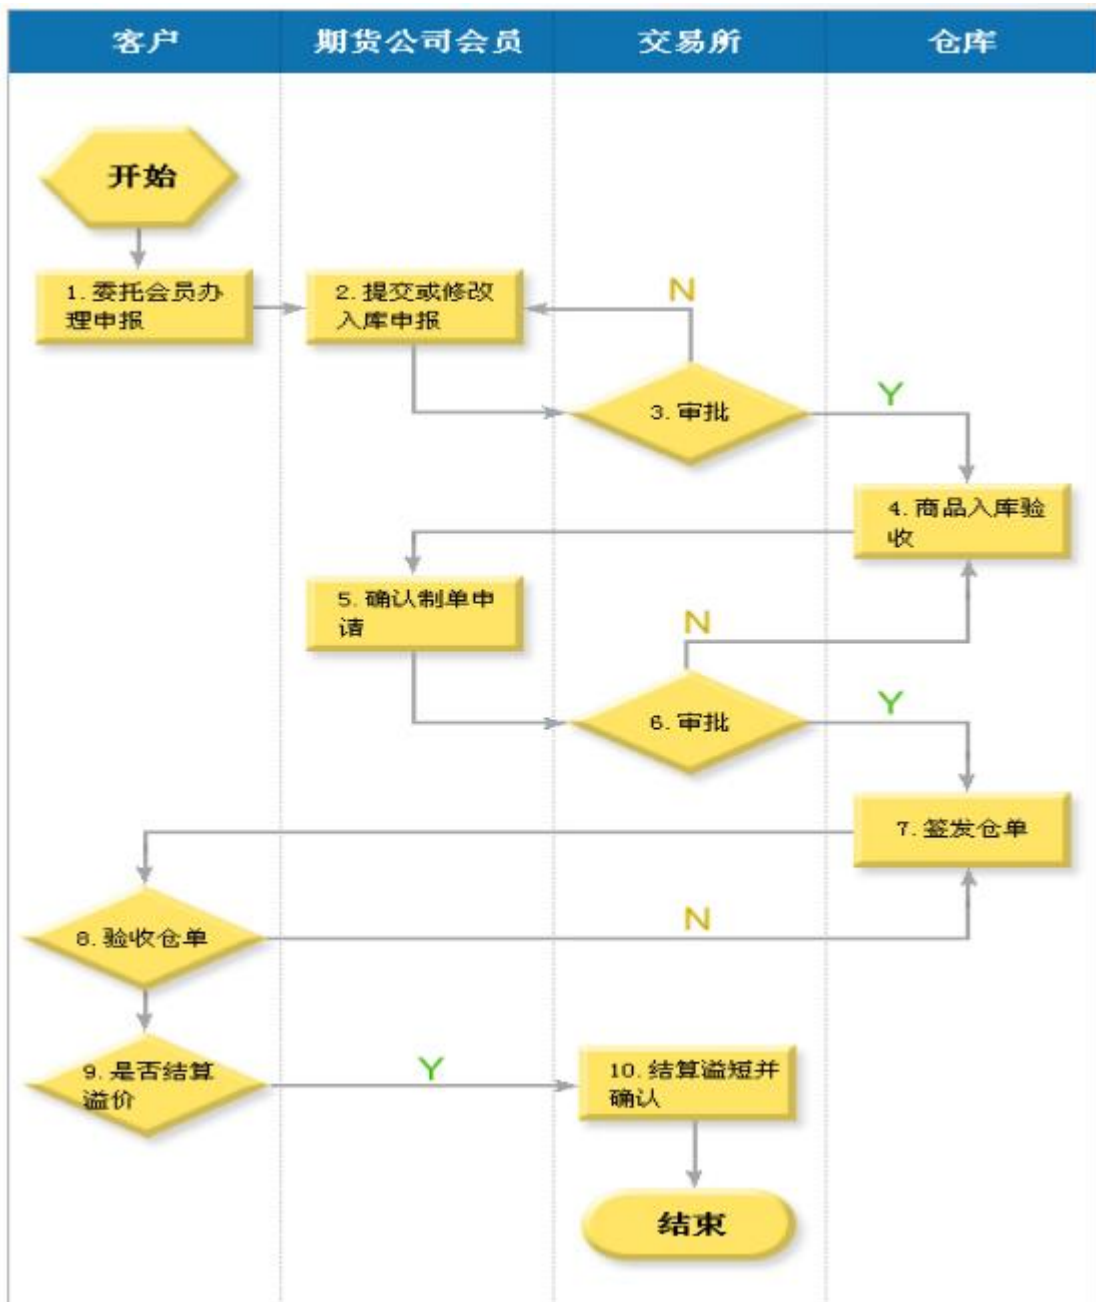 客户 期货公司会员 交易所 仓库
开始
1. 委托会员办
理申报
2. 提交或修改
入库申报
N
3. 审批
Y
4. 商品入库验
收
5. 确认制单申
请
N
6. 审批
Y
7. 签发仓单
8. 验收仓单
N
9. 是否结算
溢价
Y
10. 结算溢短并
确认
结束